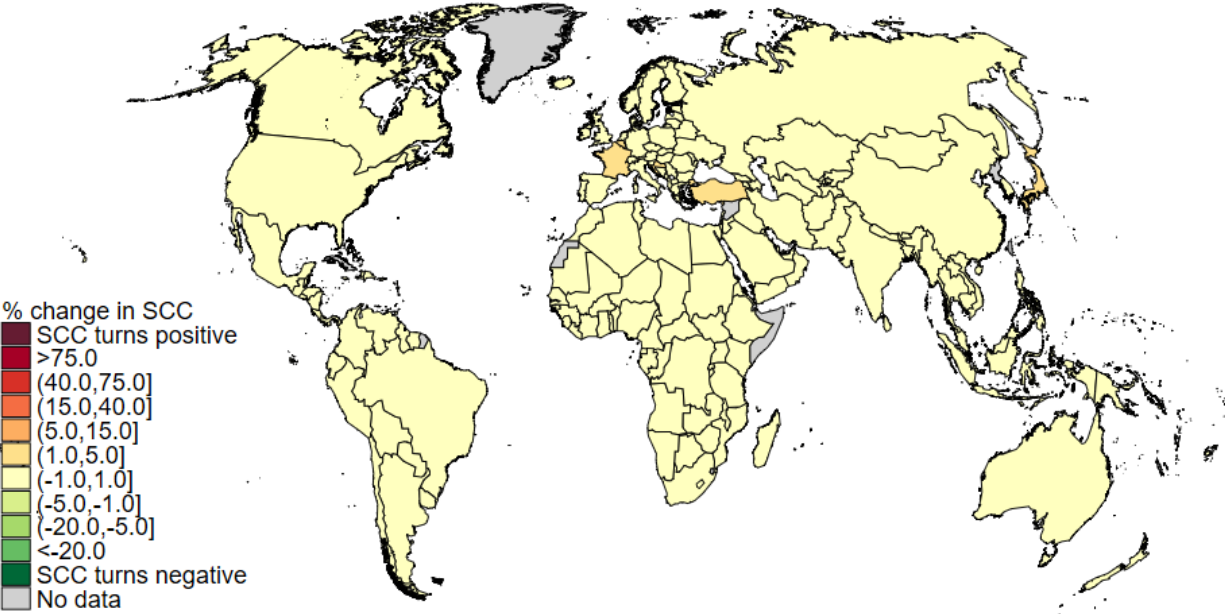 % change in SCC
SCC turns positive
>75.0
(40.0,75.0]
(15.0,40.0]
(5.0,15.0]
(1.0,5.0]
(-1.0,1.0]
(-5.0,-1.0]
(-20.0,-5.0]
<-20.0
SCC turns negative
No data